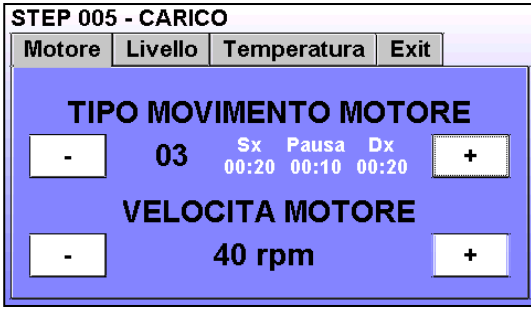 STEP 005 - CARICO
Motore Livello Temperatura Exit
TIPO MOVIMENTO MOTORE
- 03 Sx Pausa Dx +
00:20 00:10 00:20
VELOCITA MOTORE
- 40 rpm +